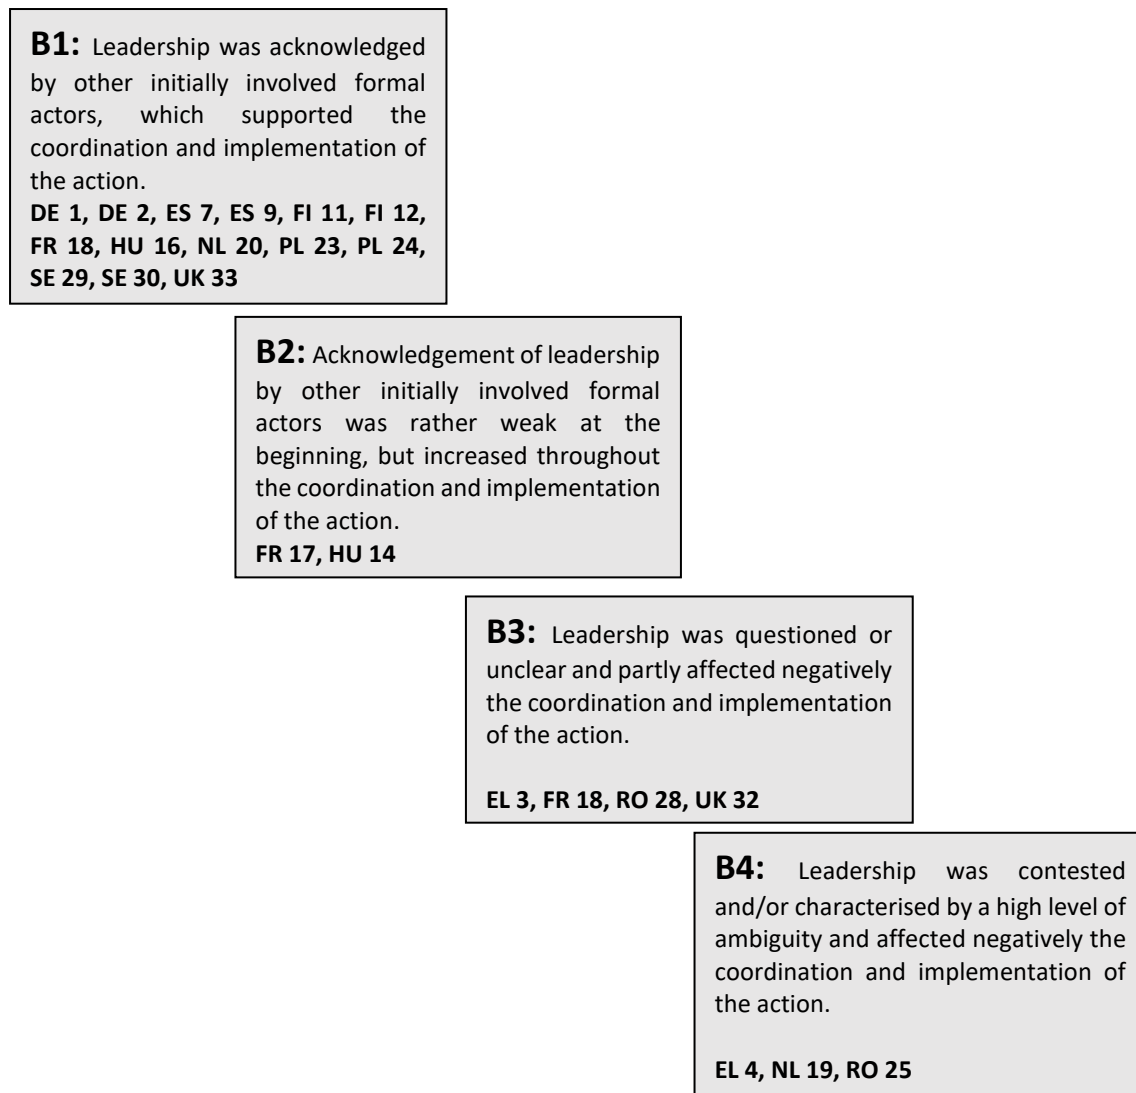 B1: Leadership was acknowledged
by other initially involved formal
actors, which supported the
coordination and implementation of
the action.
DE 1, DE 2, ES 7, ES 9, FI 11, FI 12,
FR 18, HU 16, NL 20, PL 23, PL 24,
SE 29, SE 30, UK 33
B2: Acknowledgement of leadership
by other initially involved formal
actors was rather weak at the
beginning, but increased throughout
the coordination and implementation
of the action.
FR 17, HU 14
B3: Leadership was questioned or
unclear and partly affected negatively
the coordination and implementation
of the action.
EL 3, FR 18, RO 28, UK 32
B4: Leadership was contested
and/or characterised by a high level of
ambiguity and affected negatively the
coordination and implementation of
the action.
EL 4, NL 19, RO 25